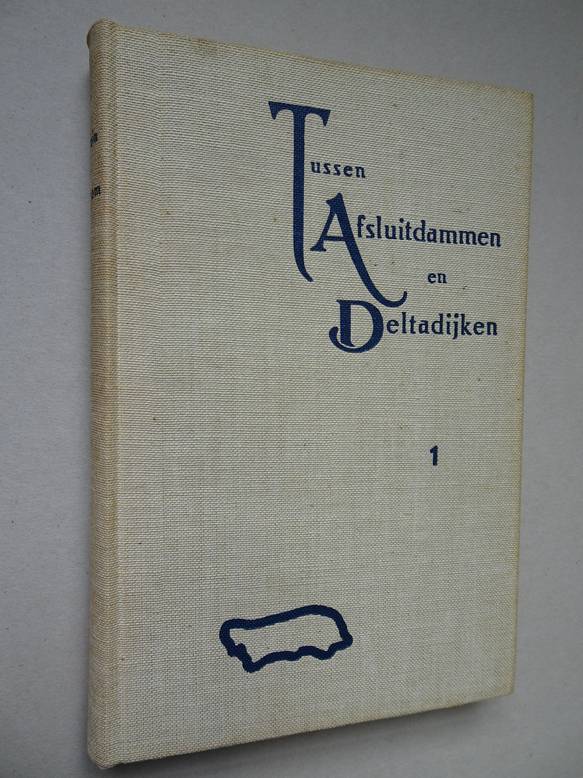 Tussen
Afsluitdammen
en
Deltadijken
1